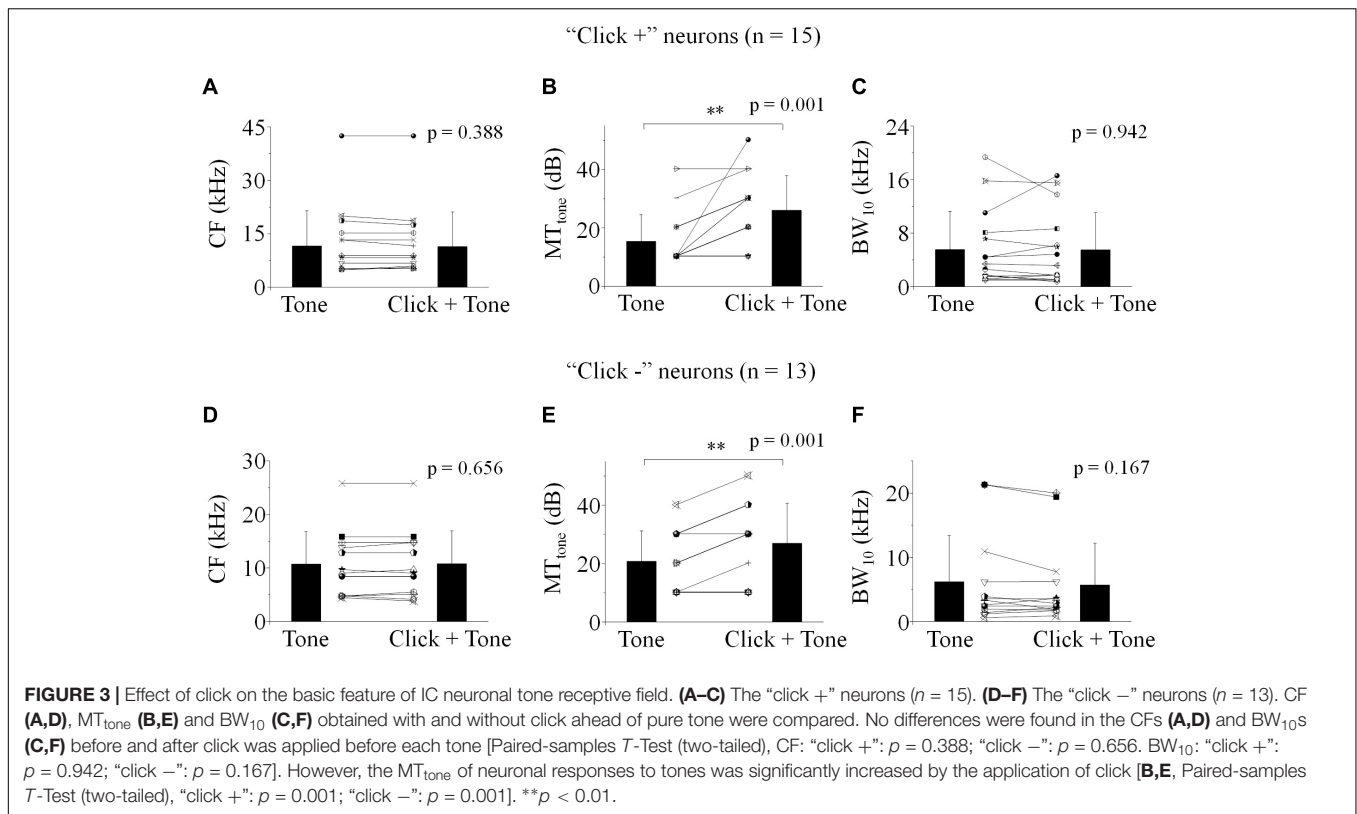 “Click +” neurons (n = 15)
A
B
C
p = 0.388
** p = 0.001
p = 0.942
CF (kHz)
45
30
15
0
Tone
Click + Tone
MTtone (dB)
40
20
0
Tone
Click + Tone
BW10 (kHz)
24
16
8
0
Tone
Click + Tone
“Click -” neurons (n = 13)
D
E
F
p = 0.656
** p = 0.001
p = 0.167
CF (kHz)
30
20
10
0
Tone
Click + Tone
MTtone (dB)
40
20
0
Tone
Click + Tone
BW10 (kHz)
20
10
0
Tone
Click + Tone
FIGURE 3 | Effect of click on the basic feature of IC neuronal tone receptive field. (A–C) The “click +” neurons (n = 15). (D–F) The “click −” neurons (n = 13). CF
(A,D), MTtone (B,E) and BW10 (C,F) obtained with and without click ahead of pure tone were compared. No differences were found in the CFs (A,D) and BW10s
(C,F) before and after click was applied before each tone [Paired-samples T-Test (two-tailed), CF: “click +”: p = 0.388; “click −”: p = 0.656. BW10: “click +”:
p = 0.942; “click −”: p = 0.167]. However, the MTtone of neuronal responses to tones was significantly increased by the application of click [B,E, Paired-samples
T-Test (two-tailed), “click +”: p = 0.001; “click −”: p = 0.001]. **p < 0.01.